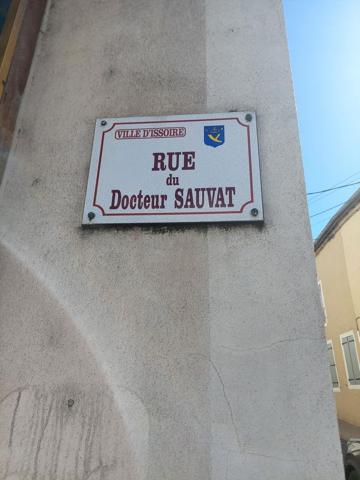 VILLE D'ISSOIRE
RUE
du
Docteur SAUVAT